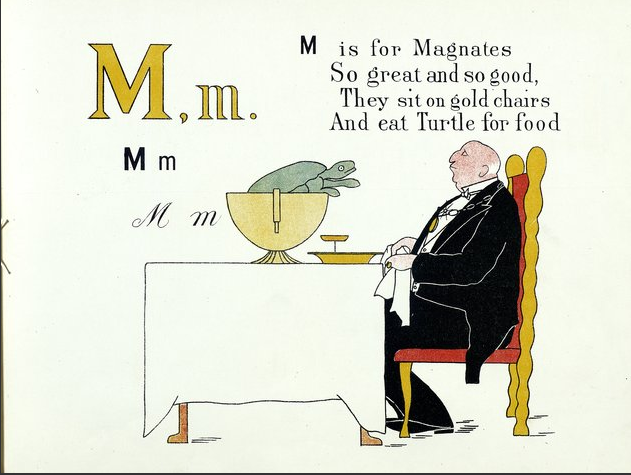 M, m.
M is for Magnates
So great and so good,
They sit on gold chairs
And eat Turtle for food
M m
M m